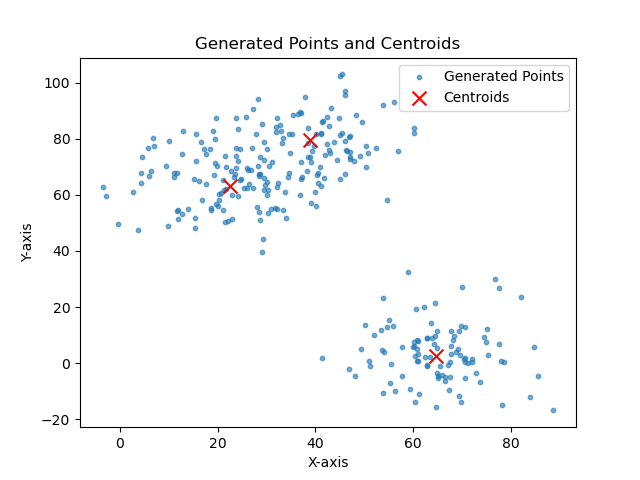 Generated Points and Centroids
Generated Points
Centroids
100
80
60
40
20
0
−20
Y-axis
0
20
40
60
80
X-axis